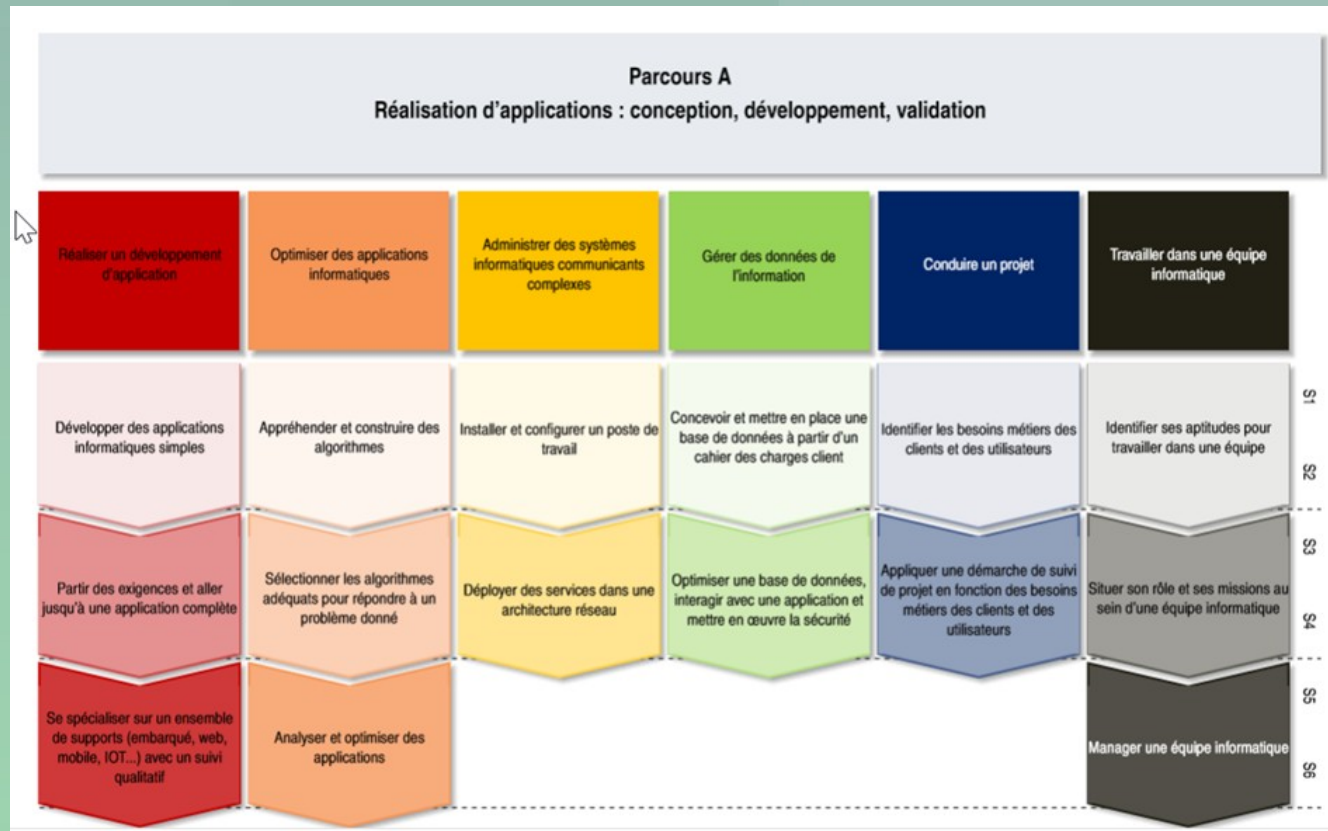 Parcours A
Réalisation d'applications : conception, développement, validation
Réaliser un développement
d'application
Optimiser des applications
informatiques
Administrer des systèmes
informatiques communicants
complexes
Gérer des données de
l'information
Conduire un projet
Travailler dans une équipe
informatique
Développer des applications
informatiques simples
Appréhender et construire des
algorithmes
Installer et configurer un poste de
travail
Concevoir et mettre en place une
base de données à partir d'un
cahier des charges client
Identifier les besoins métiers des
clients et des utilisateurs
Identifier ses aptitudes pour
travailler dans une équipe
S1
S2
Partir des exigences et aller
jusqu'à une application complète
Sélectionner les algorithmes
adéquats pour répondre à un
problème donné
Déployer des services dans une
architecture réseau
Optimiser une base de données,
interagir avec une application et
mettre en œuvre la sécurité
Appliquer une démarche de suivi
de projet en fonction des besoins
métiers des clients et des
utilisateurs
Situer son rôle et ses missions au
sein d'une équipe informatique
S3
S4
Se spécialiser sur un ensemble
de supports (embarqué, web,
mobile, IOT...) avec un suivi
qualitatif
Analyser et optimiser des
applications
Manager une équipe informatique
S5
S6